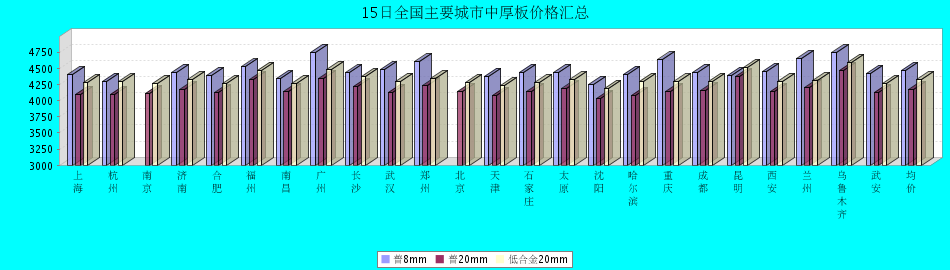 15日全国主要城市中厚板价格汇总
4750
4500
4250
4000
3750
3500
3250
3000
上海
杭州
南京
济南
合肥
福州
南昌
广州
长沙
武汉
郑州
北京
天津
石家庄
太原
沈阳
哈尔滨
重庆
成都
昆明
西安
兰州
乌鲁木齐
武安
均价
普8mm 普20mm 低合金20mm